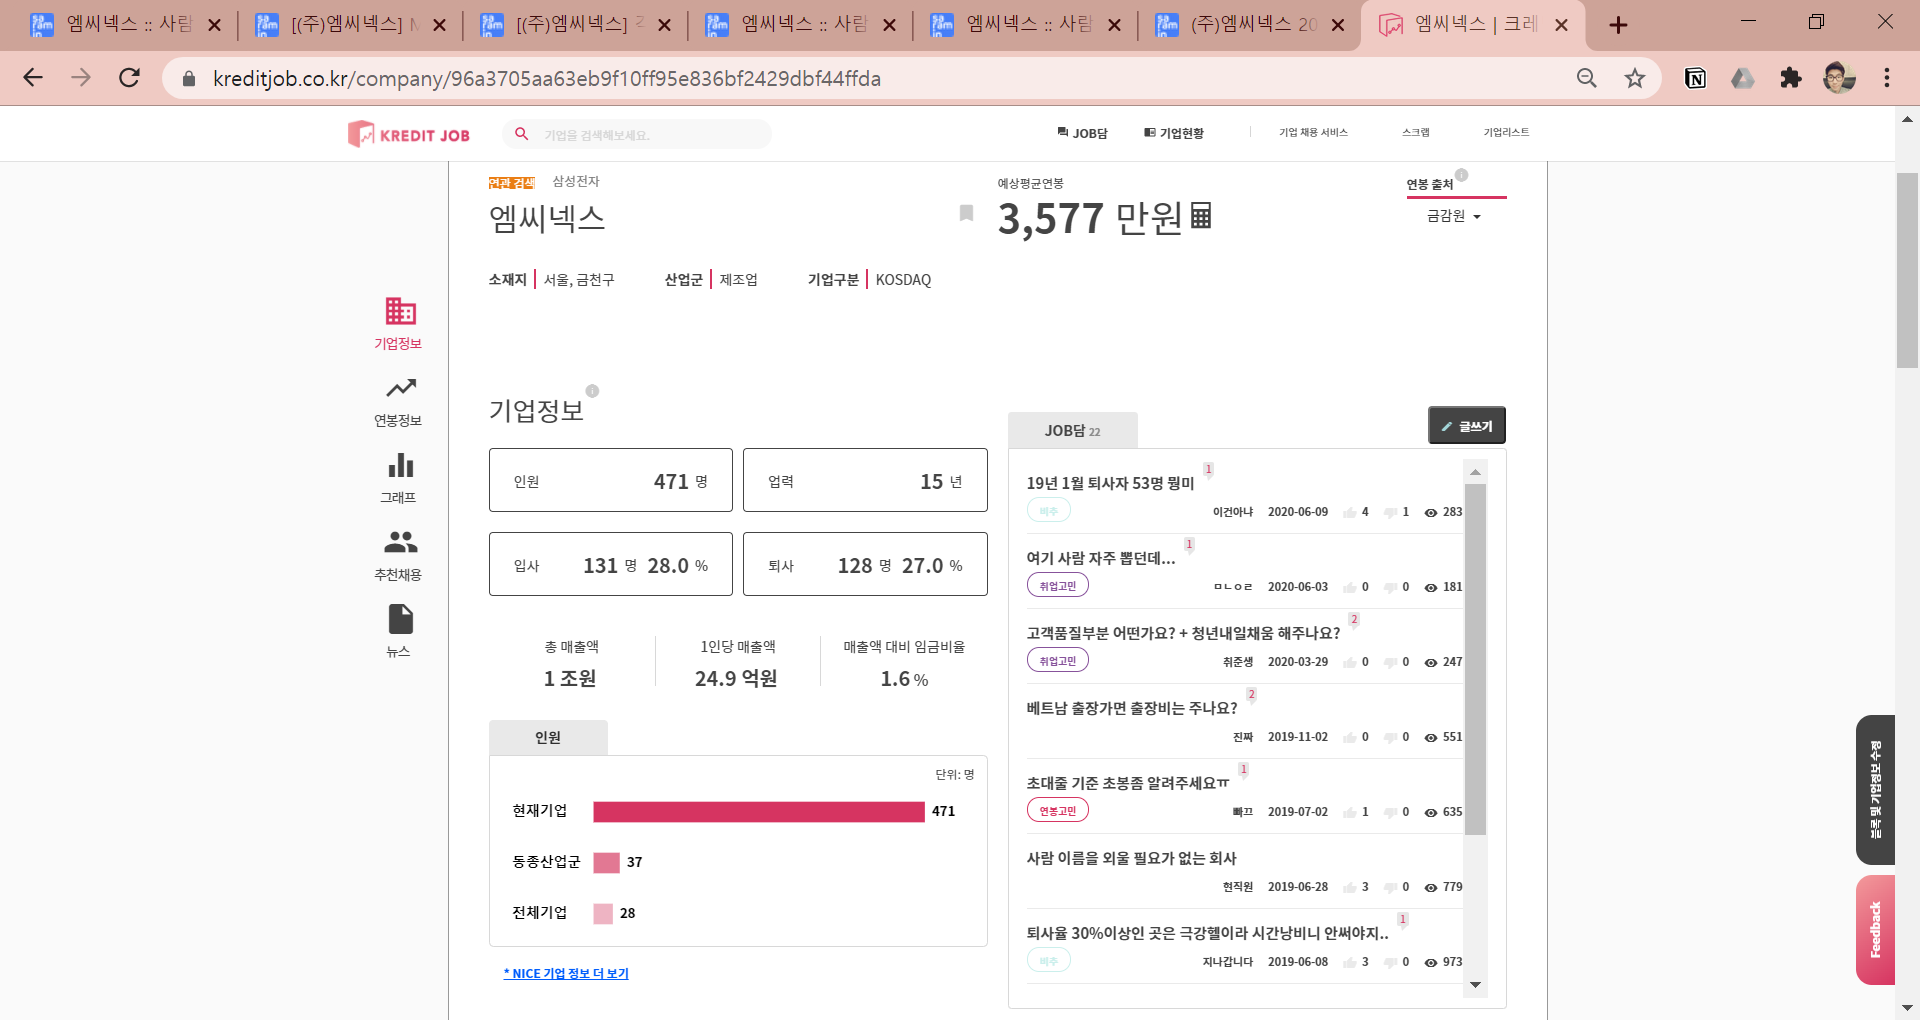 엠씨넥스 :: 사람
[(주)엠씨넥스] M
[(주)엠씨넥스] 각
엠씨넥스 :: 사람
엠씨넥스 :: 사람
(주)엠씨넥스 20
엠씨넥스 | 크레
kreditjob.co.kr/company/96a3705aa63eb9f10ff95e836bf2429dbf44ffda
KREDIT JOB
기업을 검색해보세요.
JOB담
기업현황
기업 채용 서비스
스크랩
기업리스트
연관 검색 삼성전자
엠씨넥스
예상평균연봉
3,577 만원
연봉 출처
금감원
소재지 서울, 금천구
산업군 제조업
기업구분 KOSDAQ
기업정보
연봉정보
그래프
추천채용
뉴스
기업정보
인원 471 명
업력 15 년
입사 131 명 28.0 %
퇴사 128 명 27.0 %
총 매출액
1 조원
1인당 매출액
24.9 억원
매출액 대비 임금비율
1.6 %
인원
단위: 명
현재기업 471
동종산업군 37
전체기업 28
* NICE 기업 정보 더 보기
JOB담 22
글쓰기
19년 1월 퇴사자 53명 뭥미 1
비추 이건아냐 2020-06-09 4 1 283
여기 사람 자주 뽑던데... 1
취업고민 ㅁㄴㅇㄹ 2020-06-03 0 0 181
고객품질부분 어떤가요? + 청년내일채움 해주나요? 2
취업고민 취준생 2020-03-29 0 0 247
베트남 출장가면 출장비는 주나요? 2
진짜 2019-11-02 0 0 551
초대졸 기준 초봉좀 알려주세요ㅠ 1
연봉고민 빠끄 2019-07-02 1 0 635
사람 이름을 외울 필요가 없는 회사
현직원 2019-06-28 3 0 779
퇴사율 30%이상인 곳은 극강헬이라 시간낭비니 안써야지.. 1
비추 지나갑니다 2019-06-08 3 0 973
블록 및 기업정보 수정
Feedback